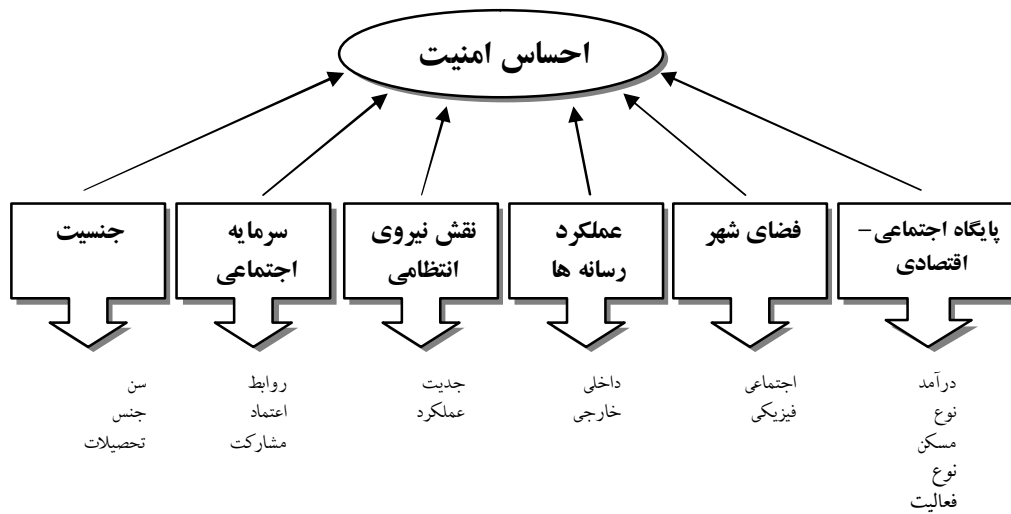 احساس امنیت
پایگاه اجتماعی –
اقتصادی
فضای شهر
عملکرد
رسانه ها
نقش نیروی
انتظامی
سرمایه
اجتماعی
جنسیت
درآمد
نوع
مسکن
نوع
فعالیت
اجتماعی
فیزیکی
داخلی
خارجی
جدیت
عملکرد
روابط
اعتماد
مشارکت
سن
جنس
تحصیلات